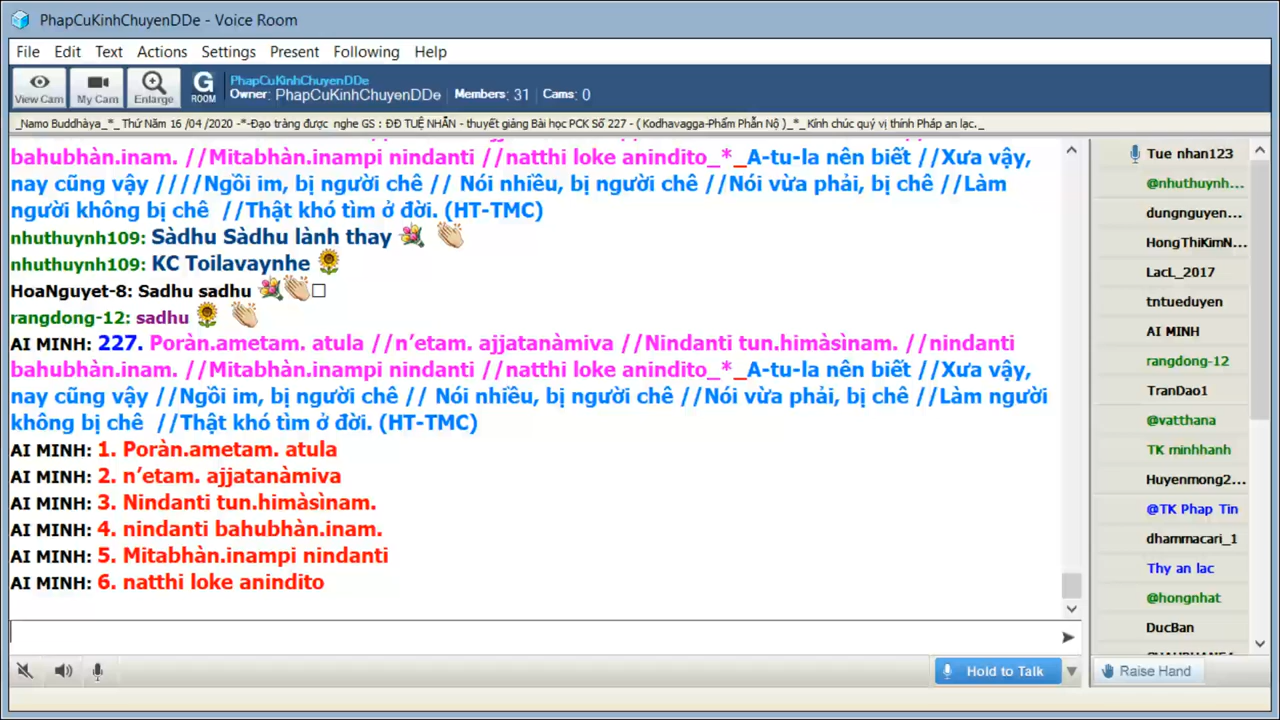 PhapCuKinhChuyenDDe - Voice Room
File Edit Text Actions Settings Present Following Help
View Cam My Cam Enlarge G ROOM
PhapCuKinhChuyenDDe
Owner: PhapCuKinhChuyenDDe Members: 31 Cams: 0
_Namo Buddhàya_*_ Thứ Năm 16 /04 /2020 -*-Đạo tràng được nghe GS : ĐĐ TUỆ NHÂN - thuyết giảng Bài học PCK Số 227 - ( Kodhavagga-Phẩm Phẫn Nộ )_*_ Kính chúc quý vị thính Pháp an lạc._
bahubhàn.inam. //Mitabhàn.inampi nindanti //natthi loke anindito_*_A-tu-la nên biết //Xưa vậy,
nay cũng vậy ////Ngồi im, bị người chê // Nói nhiều, bị người chê //Nói vừa phải, bị chê //Làm
người không bị chê //Thật khó tìm ở đời. (HT-TMC)
nhuthuynh109: Sàdhu Sàdhu lành thay
nhuthuynh109: KC Toilavaynhe
HoaNguyet-8: Sadhu sadhu
rangdong-12: sadhu
AI MINH: 227. Poràn.ametam. atula //n’etam. ajjatanàmiva //Nindanti tun.himàsìnam. //nindanti
bahubhàn.inam. //Mitabhàn.inampi nindanti //natthi loke anindito_*_A-tu-la nên biết //Xưa vậy,
nay cũng vậy //Ngồi im, bị người chê // Nói nhiều, bị người chê //Nói vừa phải, bị chê //Làm người
không bị chê //Thật khó tìm ở đời. (HT-TMC)
AI MINH: 1. Poràn.ametam. atula
AI MINH: 2. n’etam. ajjatanàmiva
AI MINH: 3. Nindanti tun.himàsìnam.
AI MINH: 4. nindanti bahubhàn.inam.
AI MINH: 5. Mitabhàn.inampi nindanti
AI MINH: 6. natthi loke anindito
Tue nhan123
@nhuthuynh...
dungnguyen...
HongThiKimN...
LacL_2017
tntueduyen
AI MINH
rangdong-12
TranDao1
@vatthana
TK minhhanh
Huyenmong2...
@TK Phap Tin
dhammacari_1
Thy an lac
@hongnhat
DucBan
Hold to Talk
Raise Hand